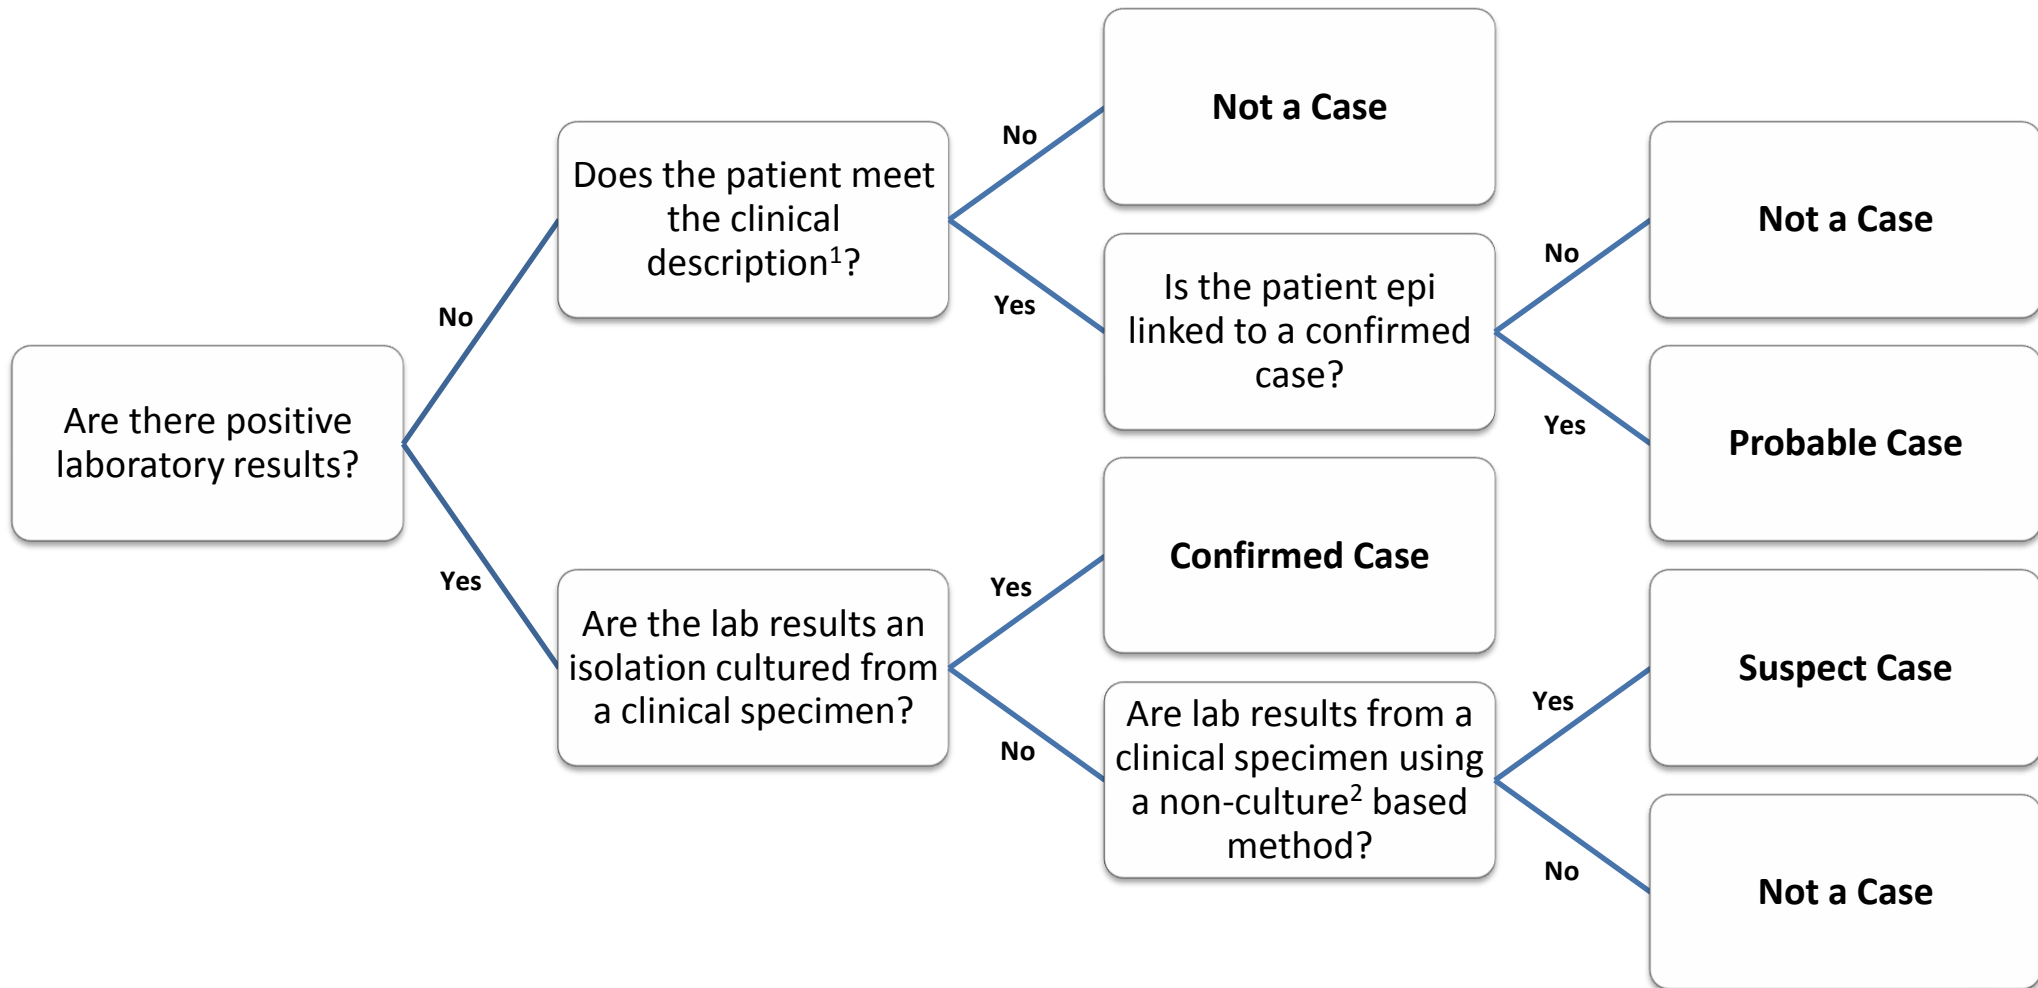 Are there positive
laboratory results?
No
Yes
Does the patient meet
the clinical
description¹?
No
Yes
Not a Case
Is the patient epi
linked to a confirmed
case?
No
Yes
Not a Case
Probable Case
Are the lab results an
isolation cultured from
a clinical specimen?
Yes
No
Confirmed Case
Are lab results from a
clinical specimen using
a non-culture² based
method?
Yes
No
Suspect Case
Not a Case